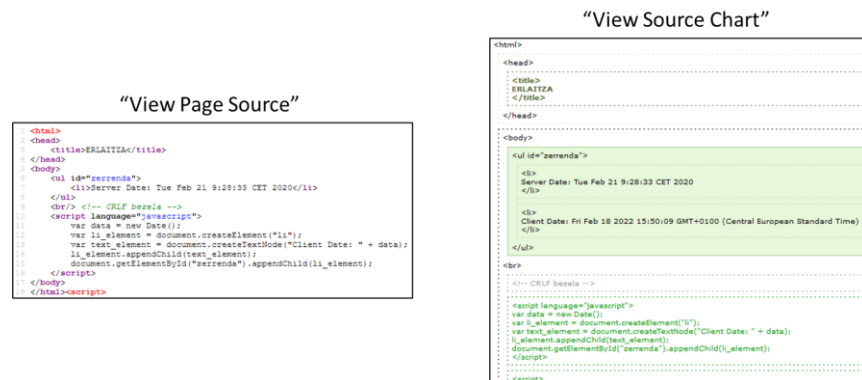 “View Page Source”
1 <html>
2 <head>
3 <title>ERLAITZA</title>
4 </head>
5 <body>
6 <ul id="zerrenda">
7 <li>Server Date: Tue Feb 21 9:28:33 CET 2020</li>
8 </ul>
9 <br/> <!-- CRLF bezela -->
10 <script language="javascript">
11 var data = new Date();
12 var li_element = document.createElement("li");
13 var text_element = document.createTextNode("Client Date: " + data);
14 li_element.appendChild(text_element);
15 document.getElementById("zerrenda").appendChild(li_element);
16 </script>
17 </body>
18 </html><script>
“View Source Chart”
<html>
<head>
<title>
ERLAITZA
</title>
</head>
<body>
<ul id="zerrenda">
<li>
Server Date: Tue Feb 21 9:28:33 CET 2020
</li>
<li>
Client Date: Fri Feb 18 2022 15:50:09 GMT+0100 (Central European Standard Time)
</li>
</ul>
<br>
<!-- CRLF bezela -->
<script language="javascript">
var data = new Date();
var li_element = document.createElement("li");
var text_element = document.createTextNode("Client Date: " + data);
li_element.appendChild(text_element);
document.getElementById("zerrenda").appendChild(li_element);
</script>
<script>